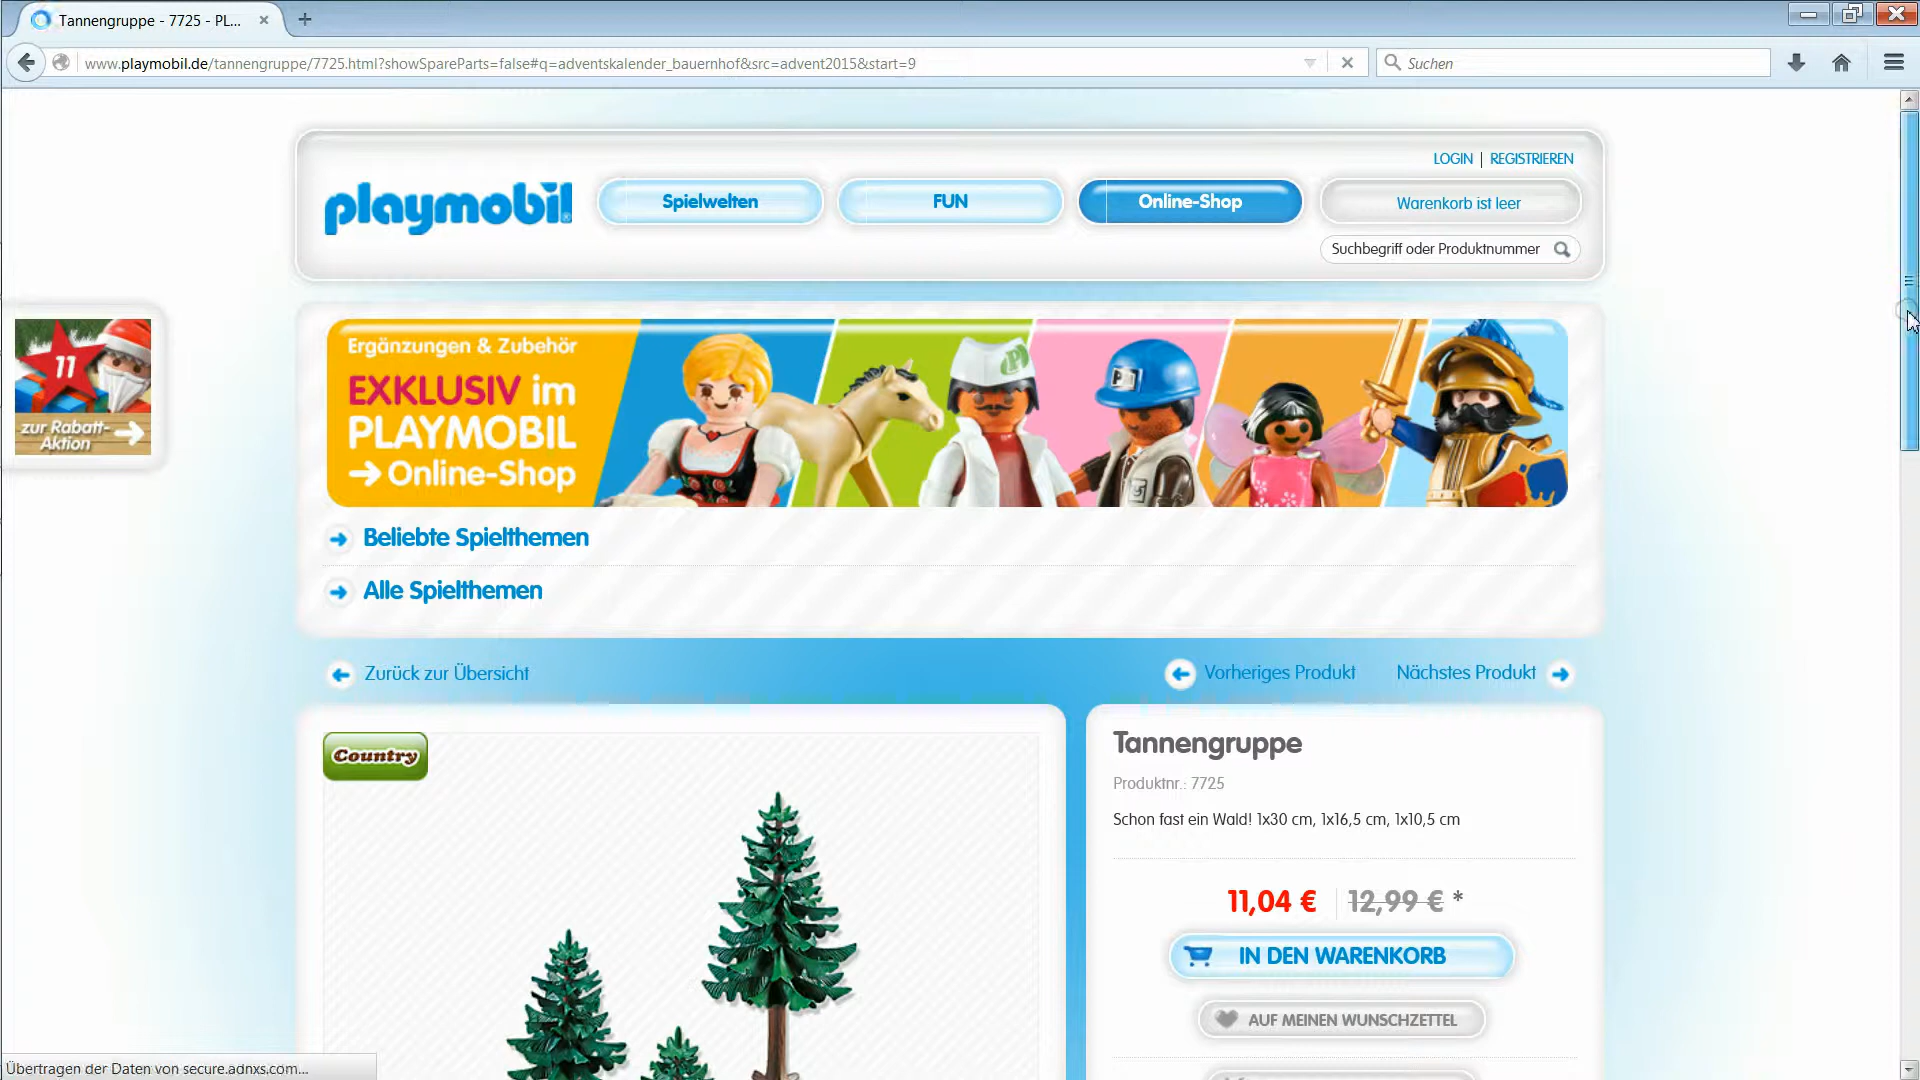 Tannengruppe - 7725 - PL...
www.playmobil.de/tannengruppe/7725.html?showSpareParts=false#q=adventskalender_bauernhof&src=advent2015&start=9
Suchen
LOGIN | REGISTRIEREN
playmobil
Spielwelten
FUN
Online-Shop
Warenkorb ist leer
Suchbegriff oder Produktnummer
11
zur Rabatt-
Aktion
Ergänzungen & Zubehör
EXKLUSIV im
PLAYMOBIL
Online-Shop
Beliebte Spielthemen
Alle Spielthemen
Zurück zur Übersicht
Vorheriges Produkt
Nächstes Produkt
Country
Tannengruppe
Produktnr.: 7725
Schon fast ein Wald! 1x30 cm, 1x16,5 cm, 1x10,5 cm
11,04 € 12,99 € *
IN DEN WARENKORB
AUF MEINEN WUNSCHZETTEL
Übertragen der Daten von secure.adnxs.com...